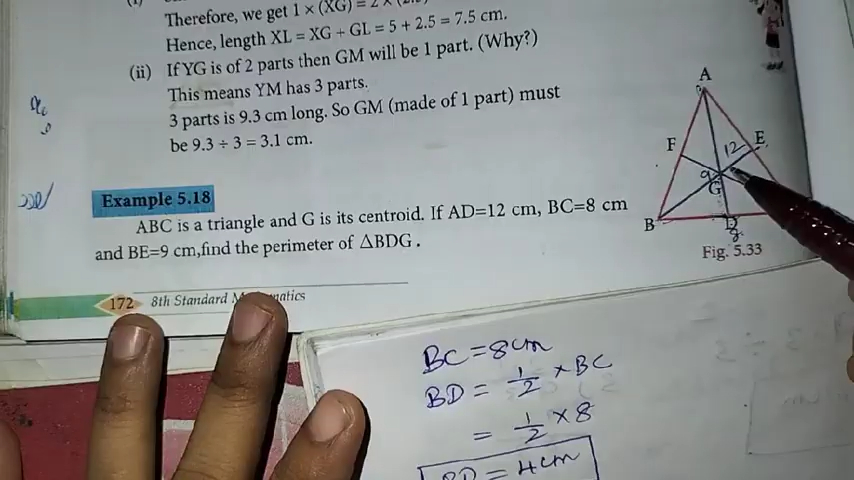 Therefore, we get 1 × (XG) = 2 ×
Hence, length XL = XG + GL = 5 + 2.5 = 7.5 cm.
(ii) If YG is of 2 parts then GM will be 1 part. (Why?)
This means YM has 3 parts.
3 parts is 9.3 cm long. So GM (made of 1 part) must
be 9.3 ÷ 3 = 3.1 cm.
Example 5.18
ABC is a triangle and G is its centroid. If AD=12 cm, BC=8 cm
and BE=9 cm,find the perimeter of ΔBDG .
A
F
E
12
9
G
B
D
8
Fig. 5.33
172 8th Standard
BC = 8cm
BD = 1/2 × BC
= 1/2 × 8
BD = 4cm